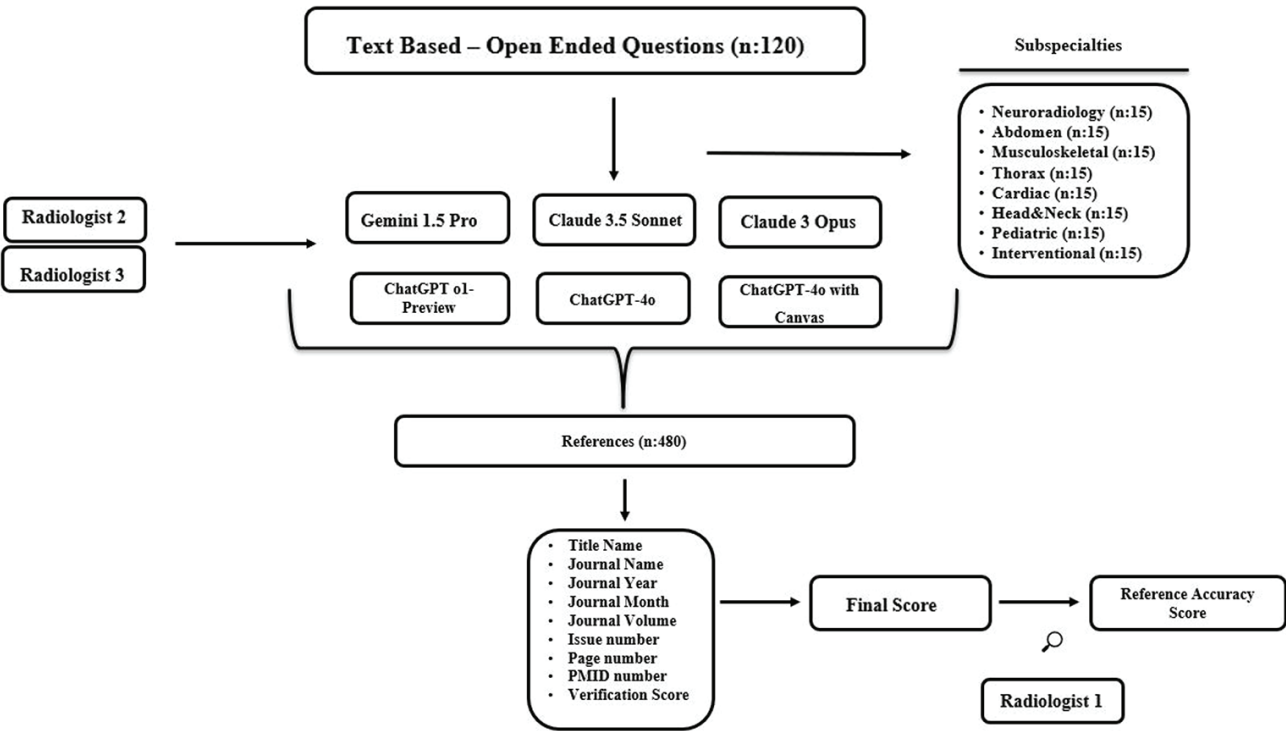 Text Based – Open Ended Questions (n:120)
Subspecialties
• Neuroradiology (n:15)
• Abdomen (n:15)
• Musculoskeletal (n:15)
• Thorax (n:15)
• Cardiac (n:15)
• Head&Neck (n:15)
• Pediatric (n:15)
• Interventional (n:15)
Radiologist 2
Radiologist 3
Gemini 1.5 Pro
Claude 3.5 Sonnet
Claude 3 Opus
ChatGPT o1-
Preview
ChatGPT-4o
ChatGPT-4o with
Canvas
References (n:480)
• Title Name
• Journal Name
• Journal Year
• Journal Month
• Journal Volume
• Issue number
• Page number
• PMID number
• Verification Score
Final Score
Reference Accuracy
Score
Radiologist 1